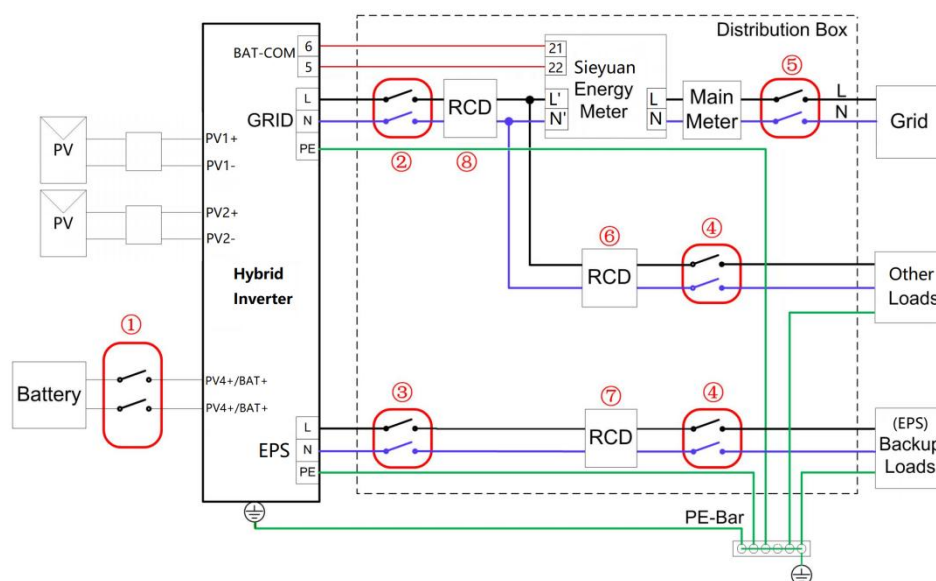 Distribution Box
BAT-COM
6
5
21
22
Sieyuan
Energy
Meter
L'
N'
L
N
Main
Meter
⑤
L
N
Grid
GRID
L
N
PE
②
RCD
⑧
PV
PV1+
PV1-
PV
PV2+
PV2-
Hybrid
Inverter
⑥
RCD
④
Other
Loads
①
Battery
PV4+/BAT+
PV4+/BAT+
③
EPS
L
N
PE
⑦
RCD
④
(EPS)
Backup
Loads
PE-Bar